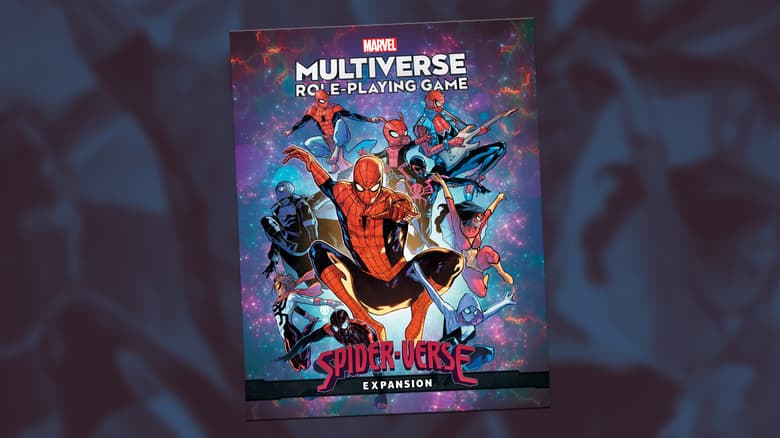 MARVEL
MULTIVERSE
ROLE-PLAYING GAME
SPIDER-VERSE
EXPANSION